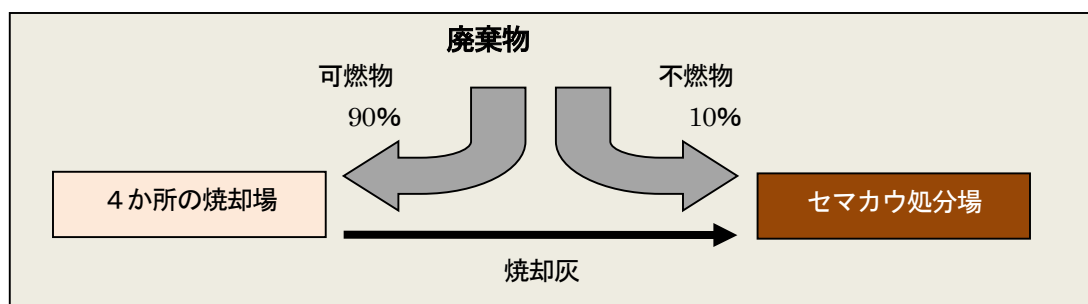 廃棄物
可燃物
90%
不燃物
10%
４か所の焼却場
セマカウ処分場
焼却灰